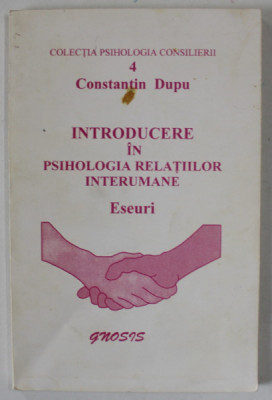 COLECȚIA PSIHOLOGIA CONSILIERII
4
Constantin Dupu
INTRODUCERE
ÎN
PSIHOLOGIA RELAȚIILOR
INTERUMANE
Eseuri
GNOSIS